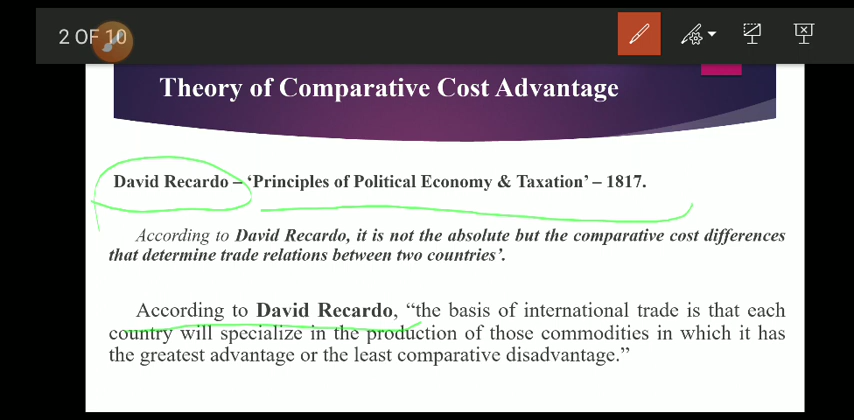 2 OF 10
Theory of Comparative Cost Advantage
David Recardo – ‘Principles of Political Economy & Taxation’ – 1817.
According to David Recardo, it is not the absolute but the comparative cost differences
that determine trade relations between two countries’.
According to David Recardo, “the basis of international trade is that each
country will specialize in the production of those commodities in which it has
the greatest advantage or the least comparative disadvantage.”